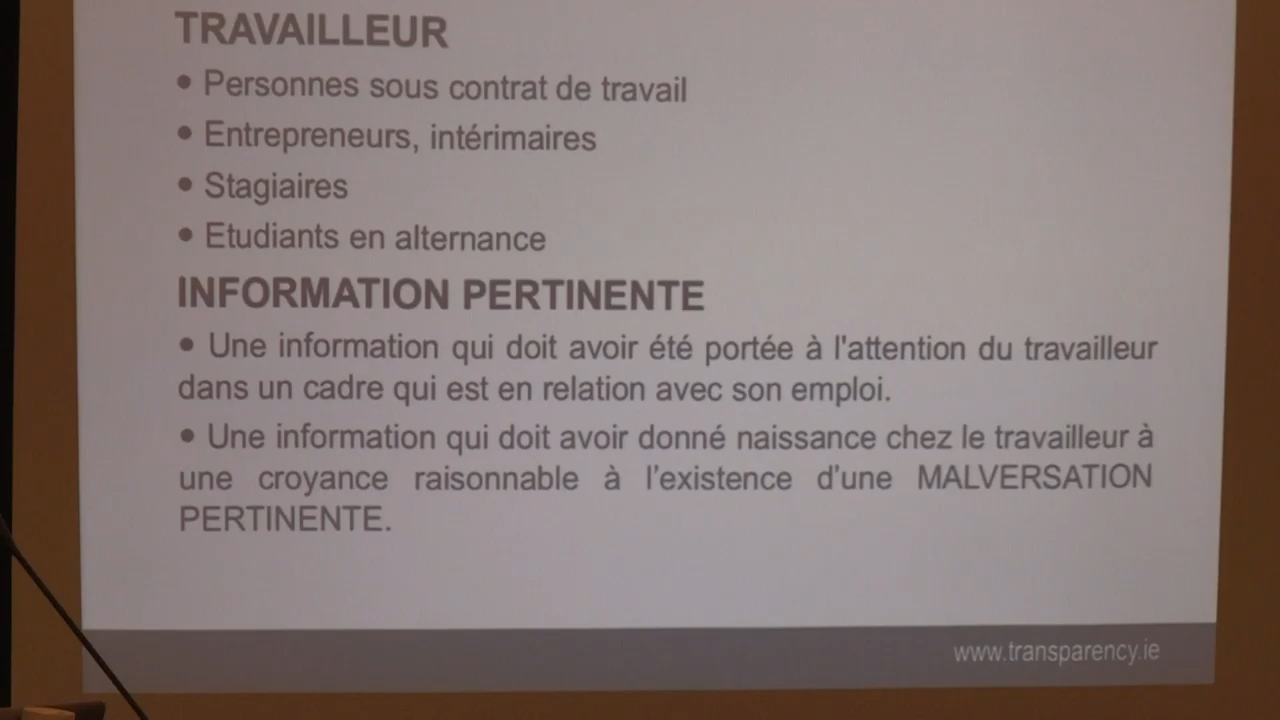 TRAVAILLEUR
• Personnes sous contrat de travail
• Entrepreneurs, intérimaires
• Stagiaires
• Etudiants en alternance
INFORMATION PERTINENTE
• Une information qui doit avoir été portée à l'attention du travailleur
dans un cadre qui est en relation avec son emploi.
• Une information qui doit avoir donné naissance chez le travailleur à
une croyance raisonnable à l'existence d'une MALVERSATION
PERTINENTE.
www.transparency.ie